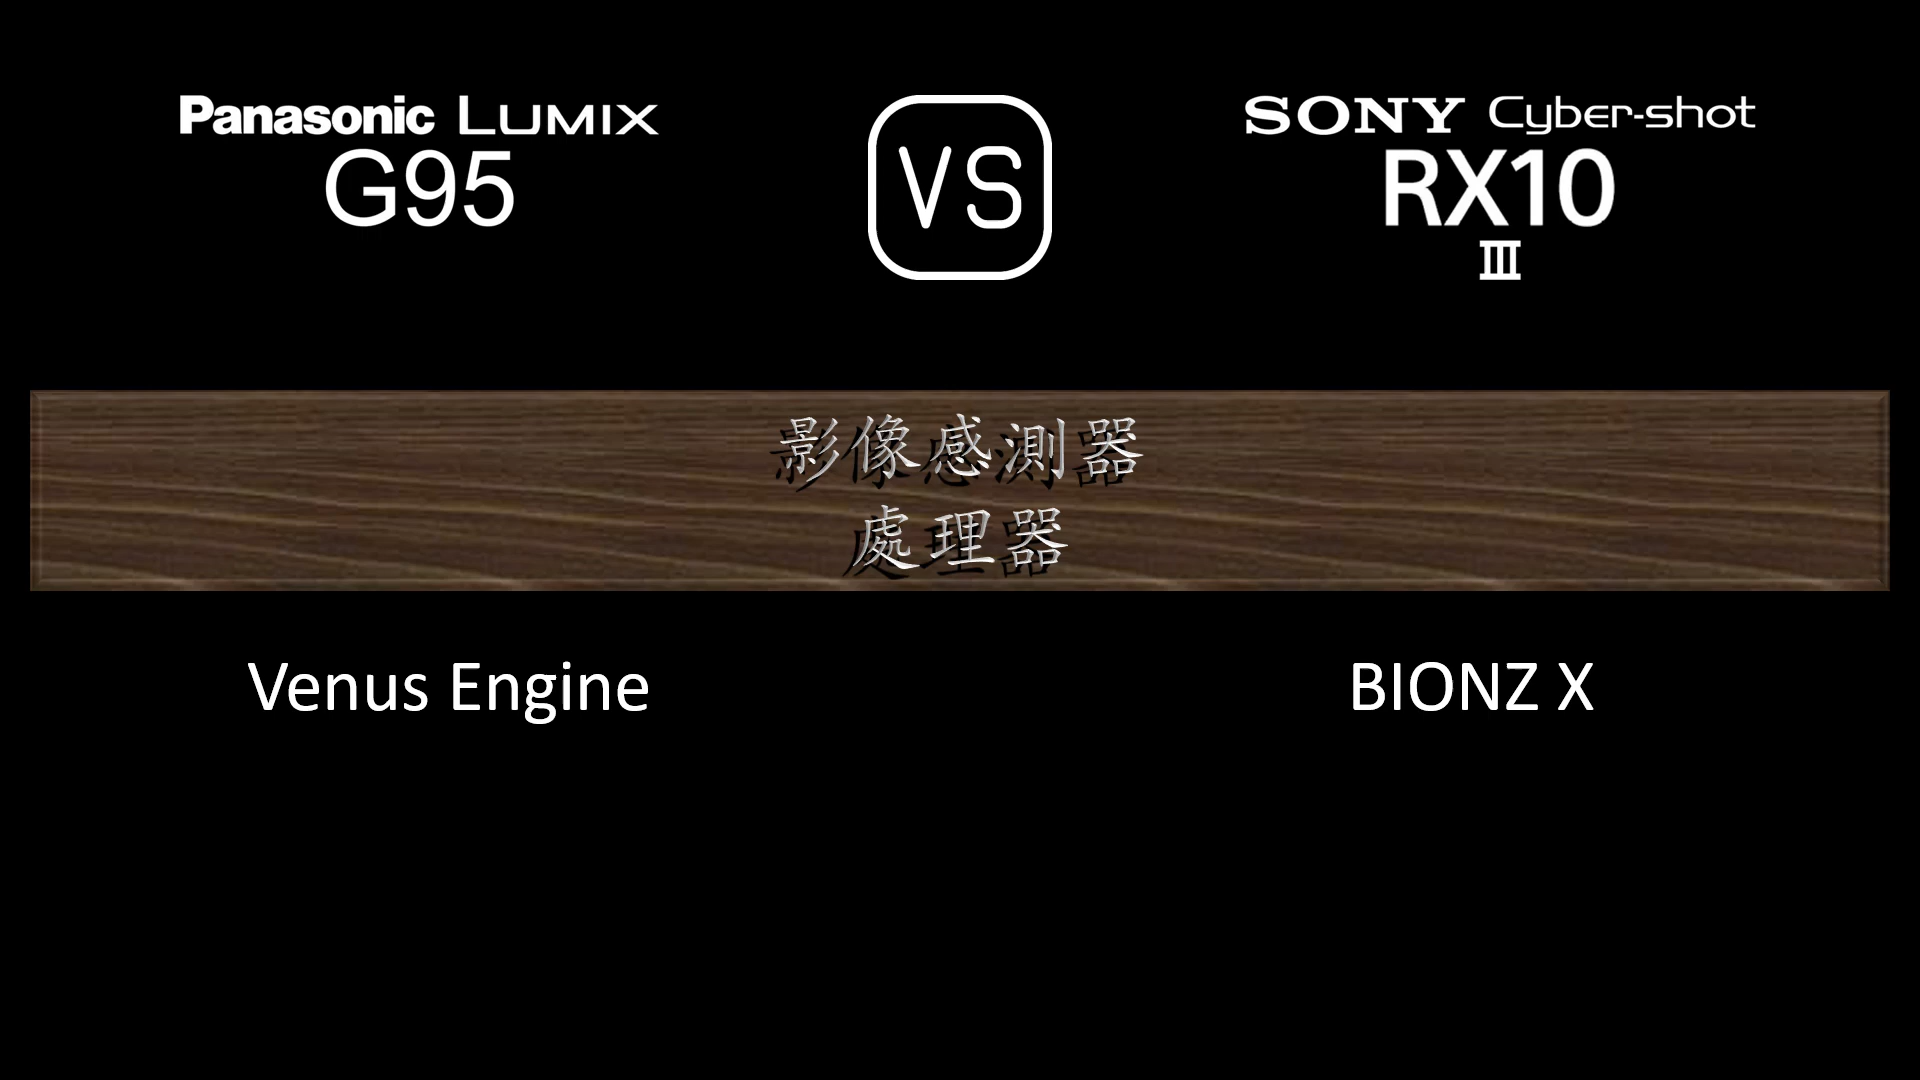 Panasonic LUMIX
G95
VS
SONY Cyber-shot
RX10
III
影像感測器
處理器
Venus Engine
BIONZ X